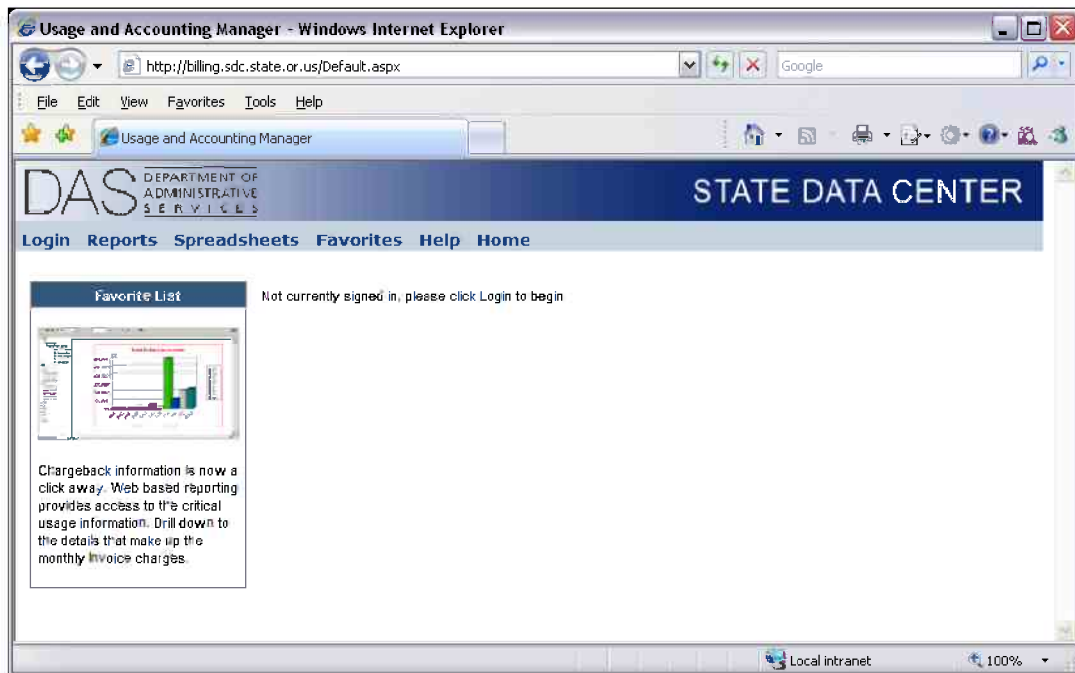 Usage and Accounting Manager - Windows Internet Explorer
http://billing.sdc.state.or.us/Default.aspx
Google
File Edit View Favorites Tools Help
Usage and Accounting Manager
DAS DEPARTMENT OF
ADMINISTRATIVE
SERVICES
STATE DATA CENTER
Login Reports Spreadsheets Favorites Help Home
Favorite List
Not currently signed in, please click Login to begin
Chargeback information is now a
click away. Web based reporting
provides access to the critical
usage information. Drill down to
the details that make up the
monthly invoice charges.
Local intranet
100%